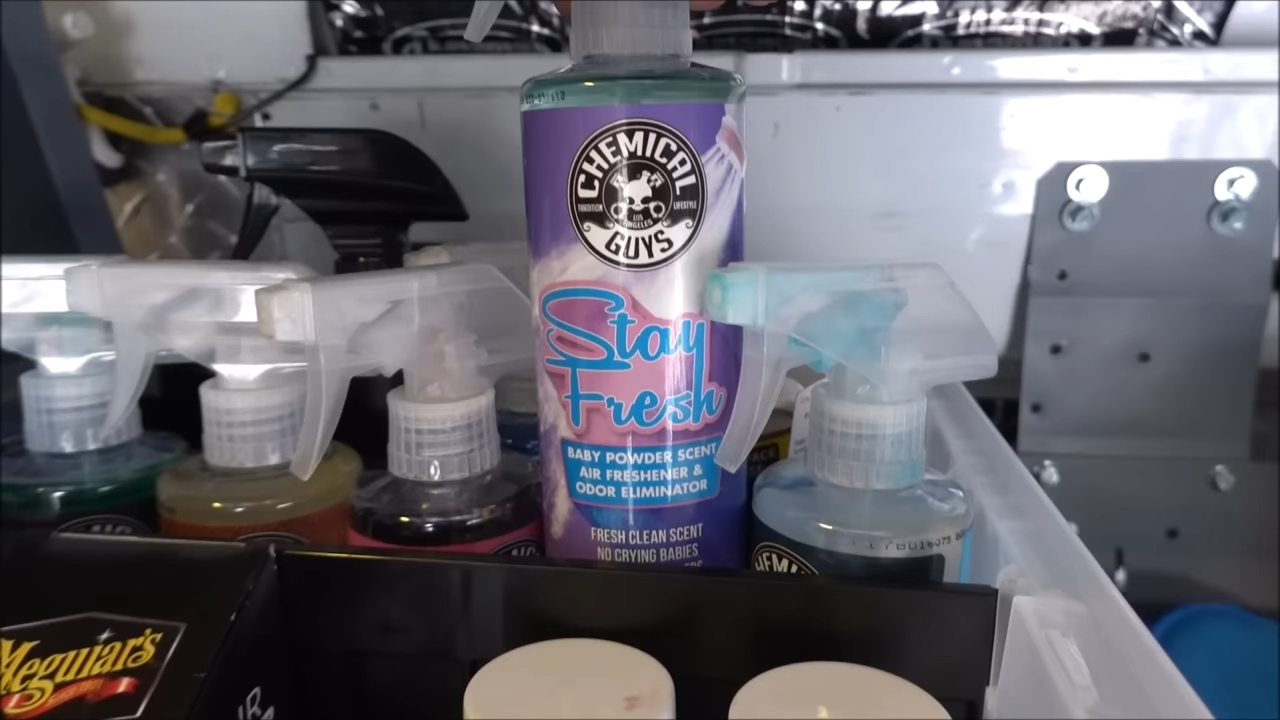 CHEMICAL
TRADITION
LIFESTYLE
LOS
ANGELES
GUYS
Stay
Fresh
BABY POWDER SCENT
AIR FRESHENER &
ODOR ELIMINATOR
FRESH CLEAN SCENT
NO CRYING BABIES
Meguiar's